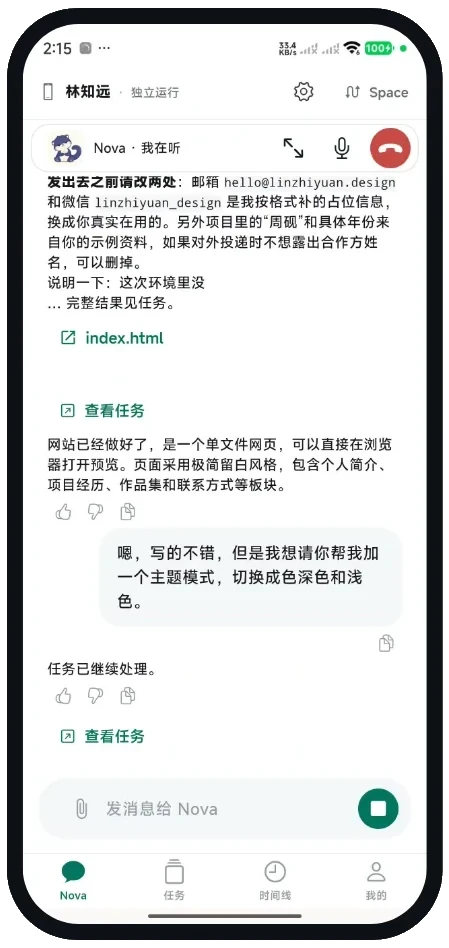 2:15 ···
33.4 KB/s 100+
林知远 · 独立运行
Space
Nova · 我在听
发出去之前请改两处：邮箱 hello@linzhiyuan.design
和微信 linzhiyuan_design 是我按格式补的占位信息，
换成你真实在用的。另外项目里的“周砚”和具体年份来
自你的示例资料，如果对外投递时不想露出合作方姓
名，可以删掉。
说明一下：这次环境里没
... 完整结果见任务。
index.html
查看任务
网站已经做好了，是一个单文件网页，可以直接在浏览
器打开预览。页面采用极简留白风格，包含个人简介、
项目经历、作品集和联系方式等板块。
嗯，写的不错，但是我想请你帮我加
一个主题模式，切换成色深色和浅
色。
任务已继续处理。
查看任务
发消息给 Nova
Nova
任务
时间线
我的